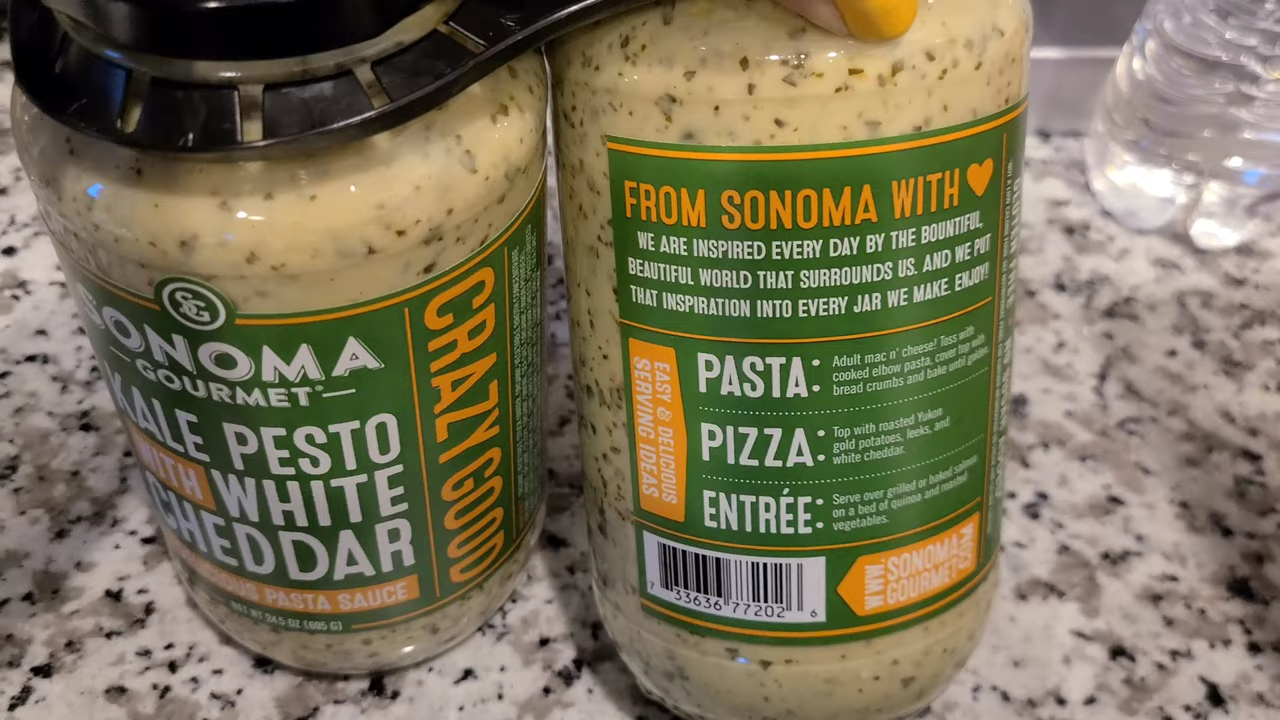 SG
SONOMA
GOURMET
KALE PESTO
WITH WHITE
CHEDDAR
PASTA SAUCE
NET WT 24.5 OZ (695 G)
CRAZY GOOD
FROM SONOMA WITH
WE ARE INSPIRED EVERY DAY BY THE BOUNTIFUL,
BEAUTIFUL WORLD THAT SURROUNDS US. AND WE PUT
THAT INSPIRATION INTO EVERY JAR WE MAKE. ENJOY!
EASY & DELICIOUS
SERVING IDEAS
PASTA:
Adult mac n' cheese! Toss with
cooked elbow pasta, cover top with
bread crumbs and bake until golden.
PIZZA:
Top with roasted Yukon
gold potatoes, leeks, and
white cheddar.
ENTRÉE:
Serve over grilled or baked salmon
on a bed of quinoa and roasted
vegetables.
7 33636 77202 6
WWW.
SONOMA
GOURMET.COM